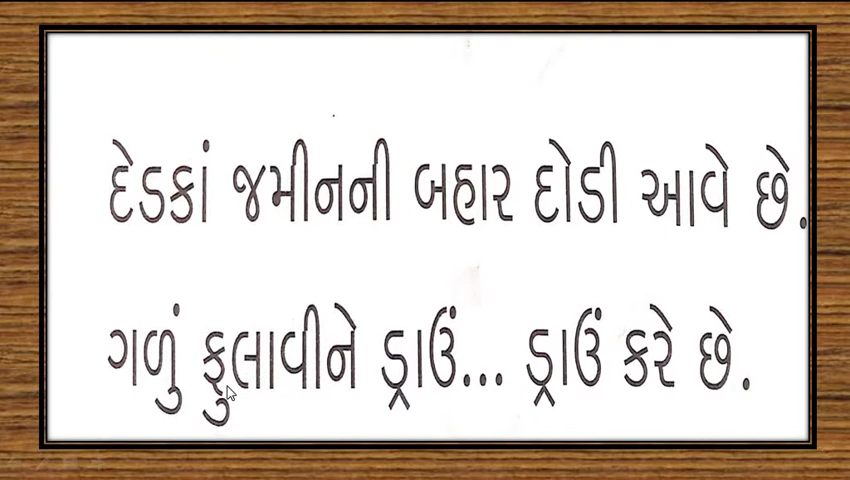 દેડકાં જમીનની બહાર દોડી આવે છે.
ગળું ફુલાવીને ડ્રાઉં... ડ્રાઉં કરે છે.